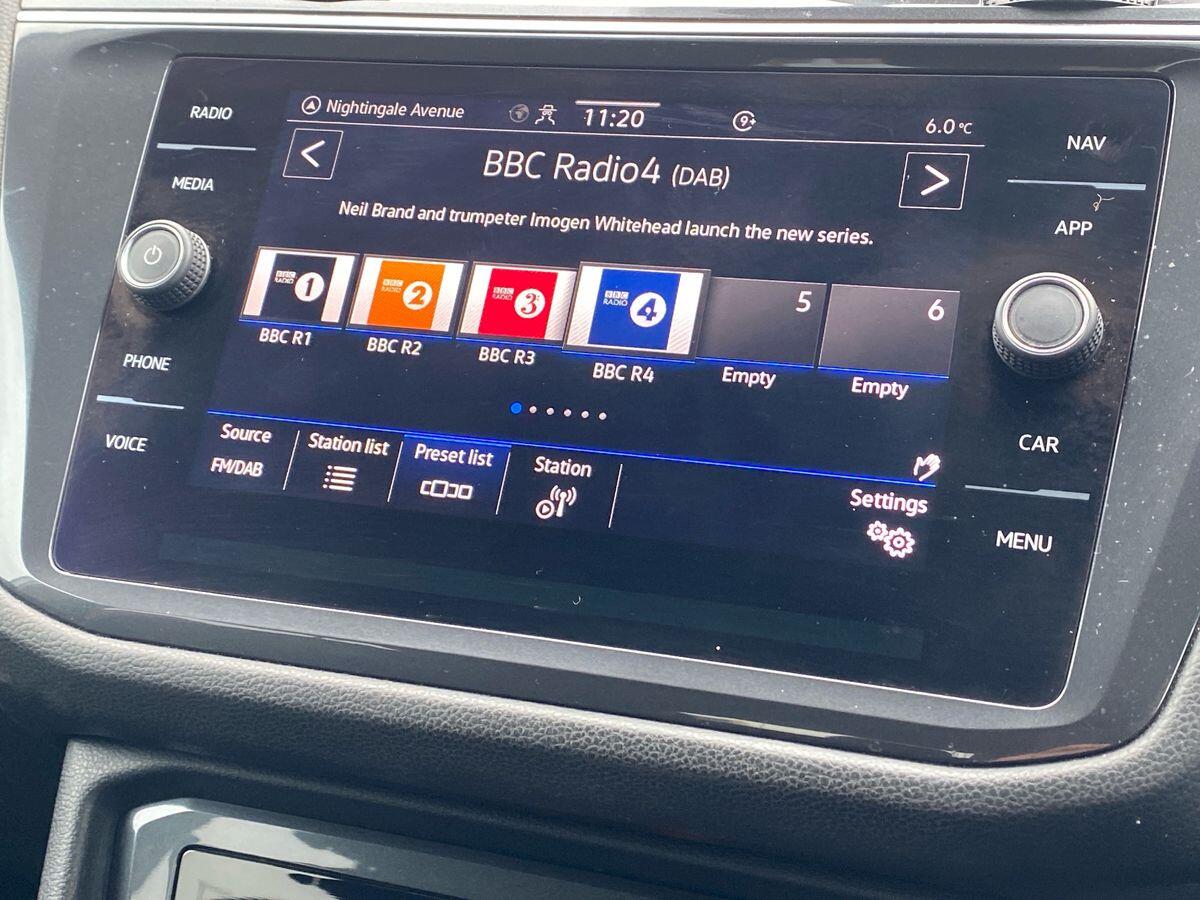 RADIO
MEDIA
PHONE
VOICE
Nightingale Avenue
11:20
9+
6.0 °C
<
BBC Radio4 (DAB)
>
Neil Brand and trumpeter Imogen Whitehead launch the new series.
BBC RADIO 1
BBC RADIO 2
BBC RADIO 3
BBC RADIO 4
5
6
BBC R1
BBC R2
BBC R3
BBC R4
Empty
Empty
Source
FM/DAB
Station list
Preset list
Station
Settings
NAV
APP
CAR
MENU